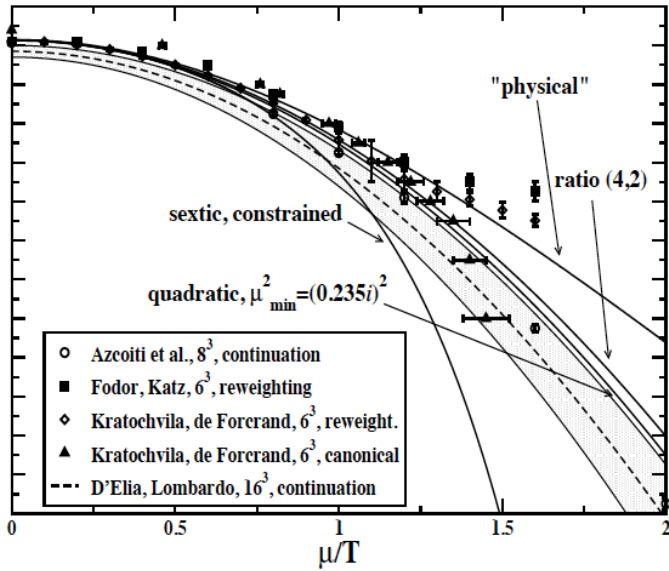 "physical"
ratio (4,2)
sextic, constrained
quadratic, μ²min=(0.235i)²
Azcoiti et al., 8³, continuation
Fodor, Katz, 6³, reweighting
Kratochvila, de Forcrand, 6³, reweight.
Kratochvila, de Forcrand, 6³, canonical
D'Elia, Lombardo, 16³, continuation
0 0.5 1 1.5 2
μ/T